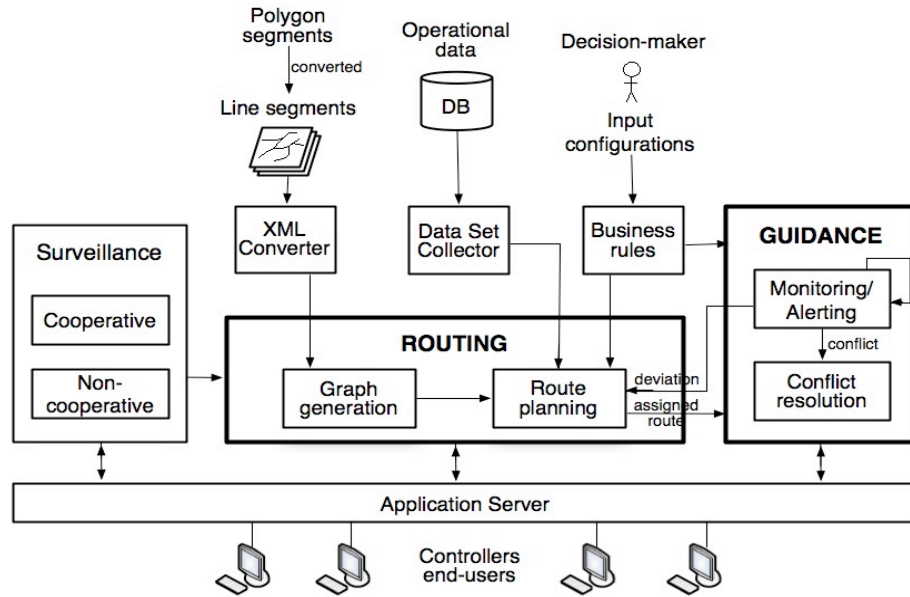 Polygon
segments
converted
Line segments
Operational
data
DB
Decision-maker
Input
configurations
XML
Converter
Data Set
Collector
Business
rules
Surveillance
Cooperative
Non-
cooperative
ROUTING
Graph
generation
Route
planning
deviation
assigned
route
GUIDANCE
Monitoring/
Alerting
conflict
Conflict
resolution
Application Server
Controllers
end-users